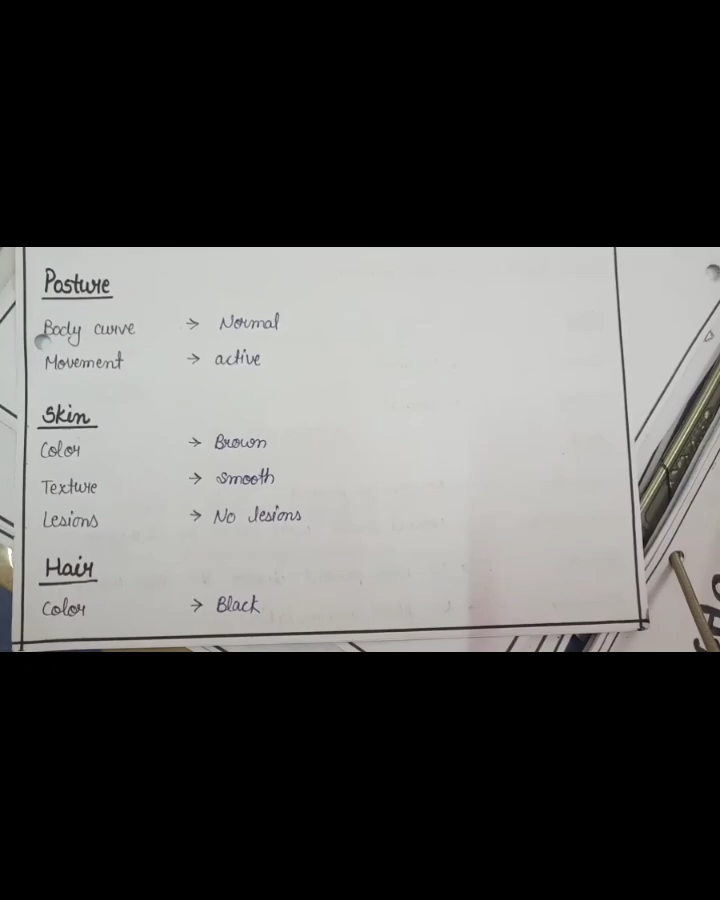 Posture
Body curve → Normal
Movement → active
Skin
Color → Brown
Texture → smooth
Lesions → No lesions
Hair
Color → Black